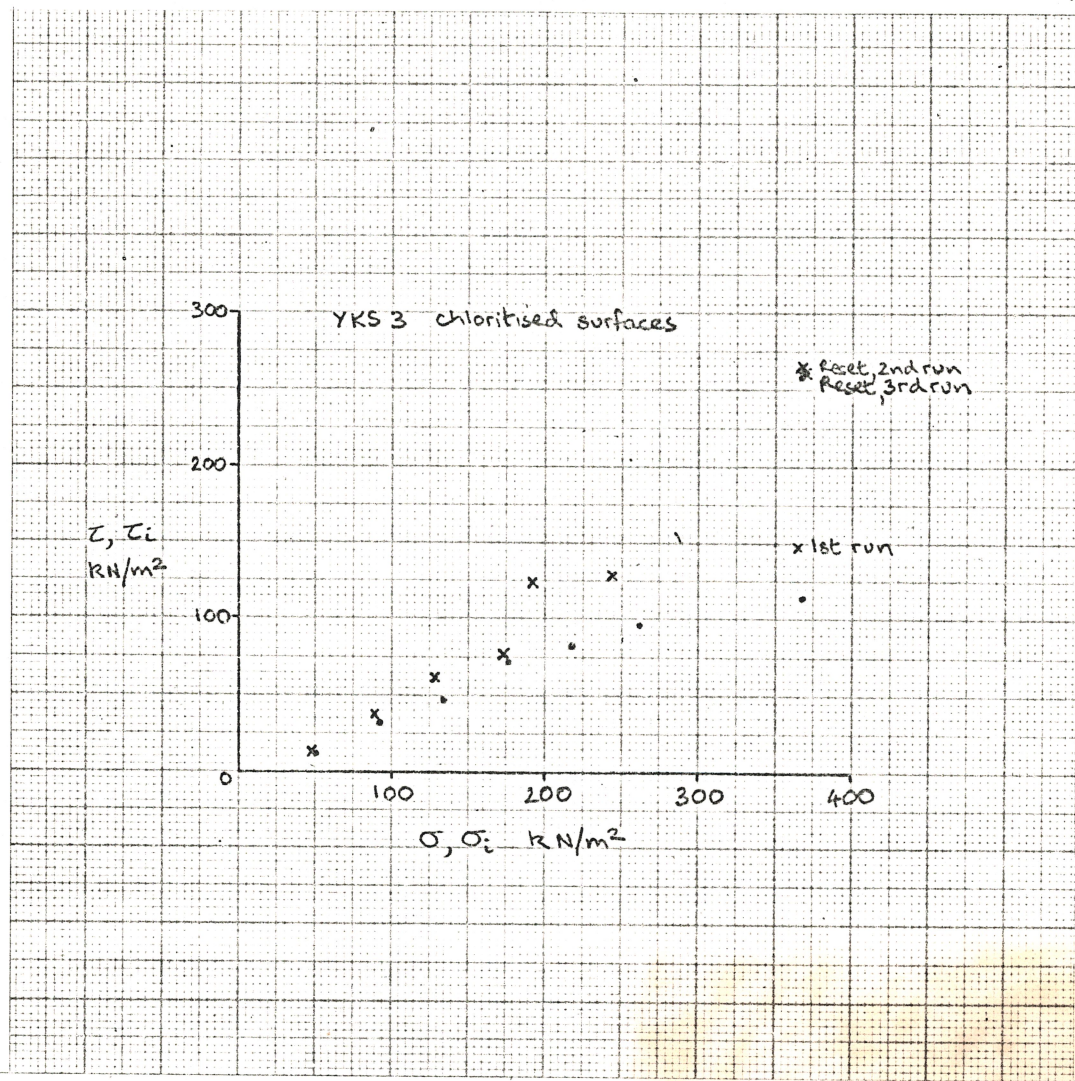 300
YKS 3 chloritised surfaces
Reset, 2nd run
Reset, 3rd run
200
τ, τi
kN/m²
1st run
100
0
100
200
300
400
σ, σi kN/m²